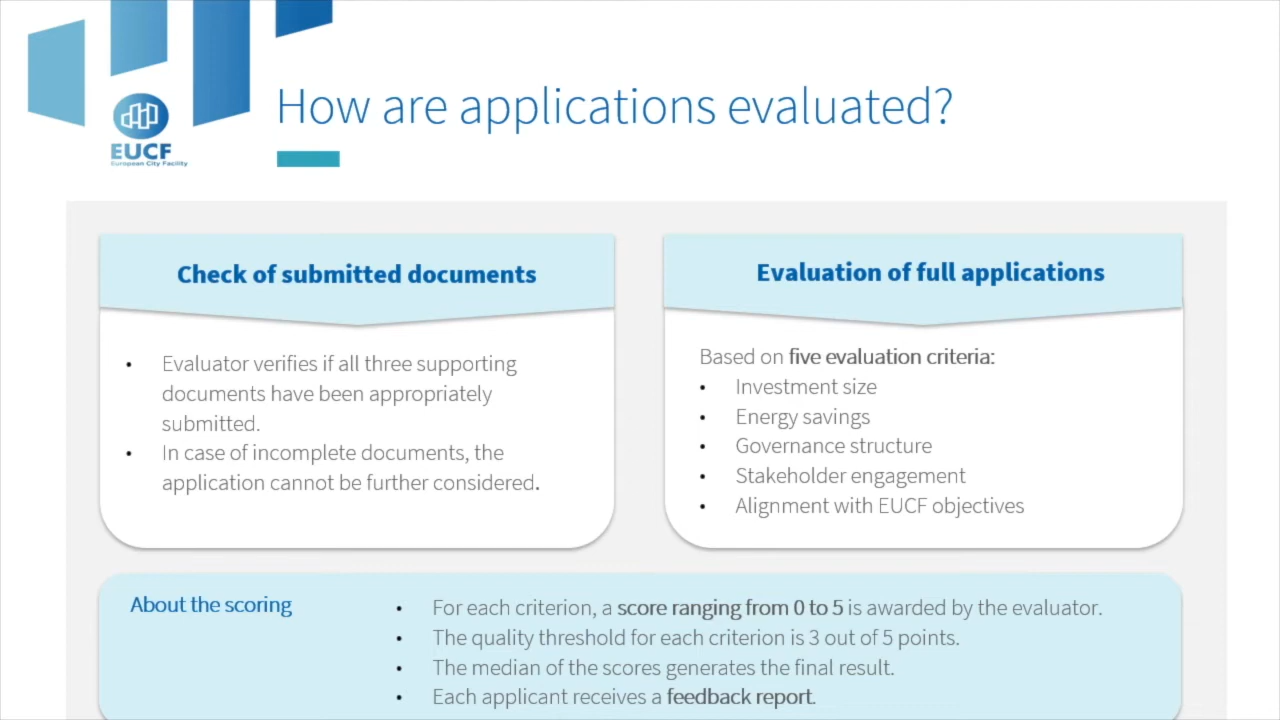 EUCF
European City Facility
How are applications evaluated?
Check of submitted documents
• Evaluator verifies if all three supporting
documents have been appropriately
submitted.
• In case of incomplete documents, the
application cannot be further considered.
Evaluation of full applications
Based on five evaluation criteria:
• Investment size
• Energy savings
• Governance structure
• Stakeholder engagement
• Alignment with EUCF objectives
About the scoring
• For each criterion, a score ranging from 0 to 5 is awarded by the evaluator.
• The quality threshold for each criterion is 3 out of 5 points.
• The median of the scores generates the final result.
• Each applicant receives a feedback report.